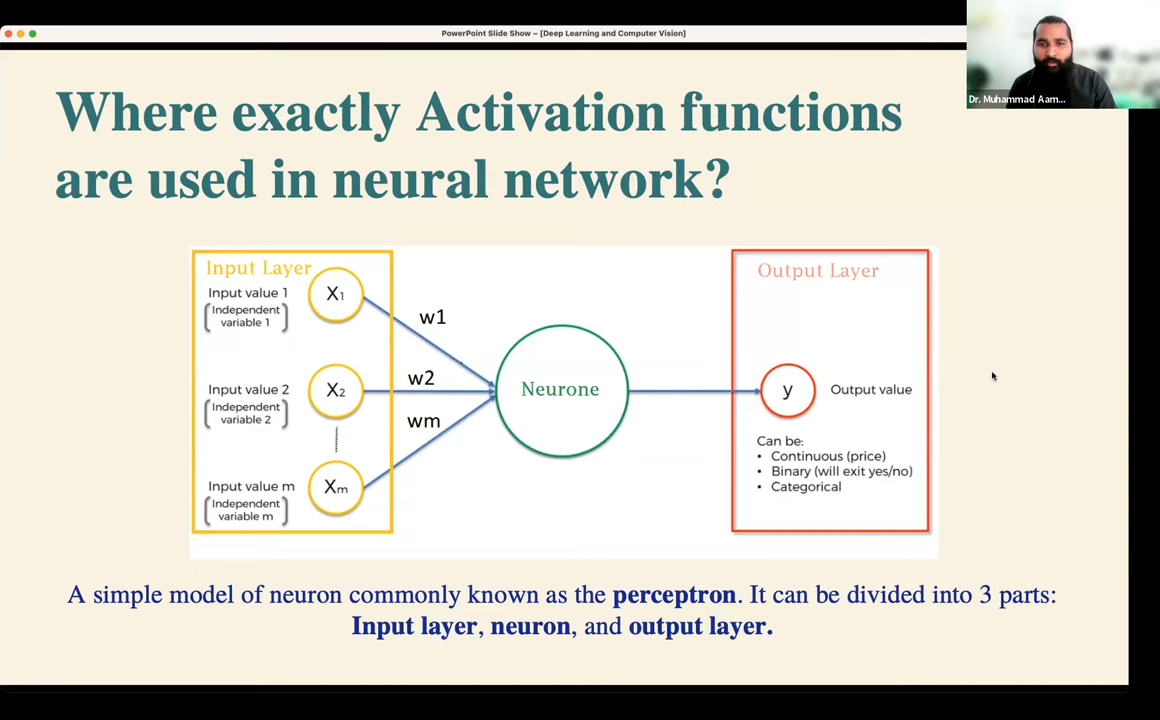 PowerPoint Slide Show – [Deep Learning and Computer Vision]
Dr. Muhammad Aam...
Where exactly Activation functions
are used in neural network?
Input Layer
Input value 1
Independent
variable 1
X1
Input value 2
Independent
variable 2
X2
Input value m
Independent
variable m
Xm
w1
w2
wm
Neurone
Output Layer
y
Output value
Can be:
• Continuous (price)
• Binary (will exit yes/no)
• Categorical
A simple model of neuron commonly known as the perceptron. It can be divided into 3 parts:
Input layer, neuron, and output layer.